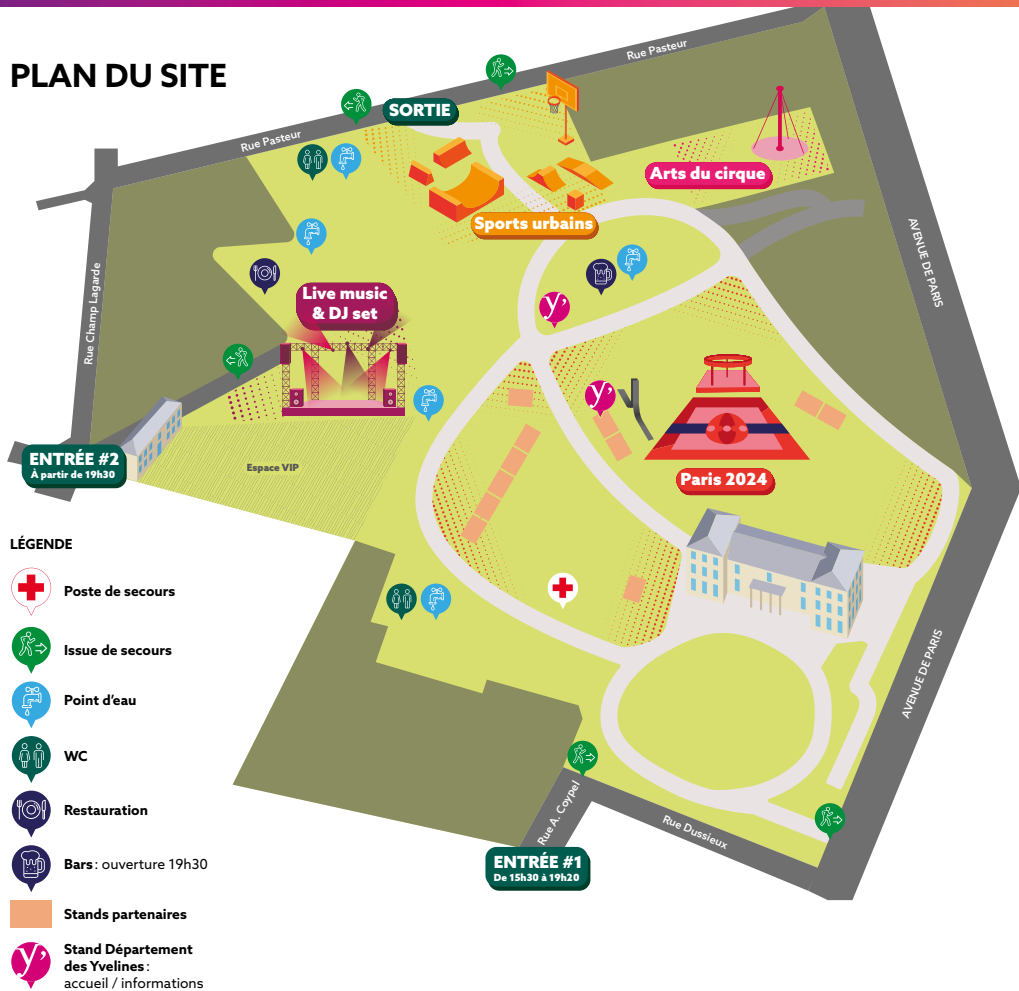 PLAN DU SITE
Rue Pasteur
Rue Pasteur
SORTIE
Arts du cirque
Sports urbains
AVENUE DE PARIS
Rue Champ Lagarde
Live music
& DJ set
y'
y'
ENTRÉE #2
À partir de 19h30
Espace VIP
Paris 2024
AVENUE DE PARIS
Rue A. Coypel
Rue Dussieux
ENTRÉE #1
De 15h30 à 19h20
LÉGENDE
Poste de secours
Issue de secours
Point d'eau
WC
Restauration
Bars : ouverture 19h30
Stands partenaires
y'
Stand Département
des Yvelines :
accueil / informations